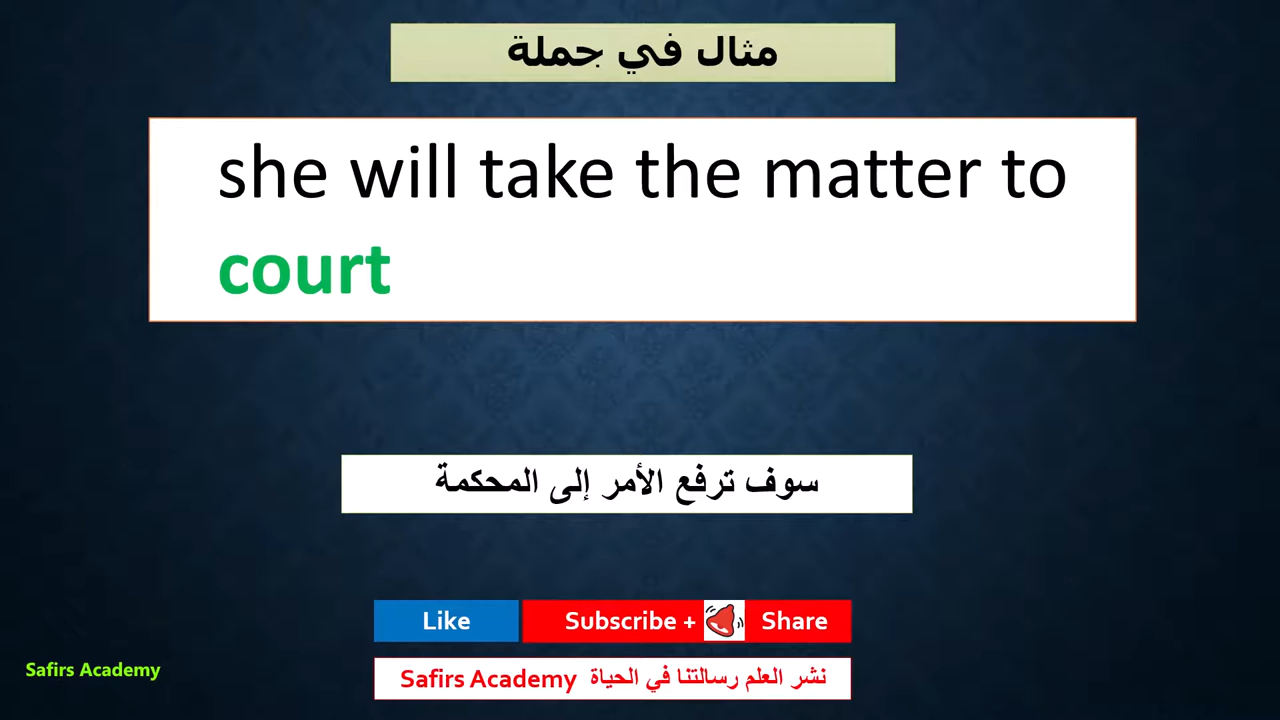 مثال في جملة
she will take the matter to
court
سوف ترفع الأمر إلى المحكمة
Like Subscribe + Share
Safirs Academy نشر العلم رسالتنا في الحياة
Safirs Academy